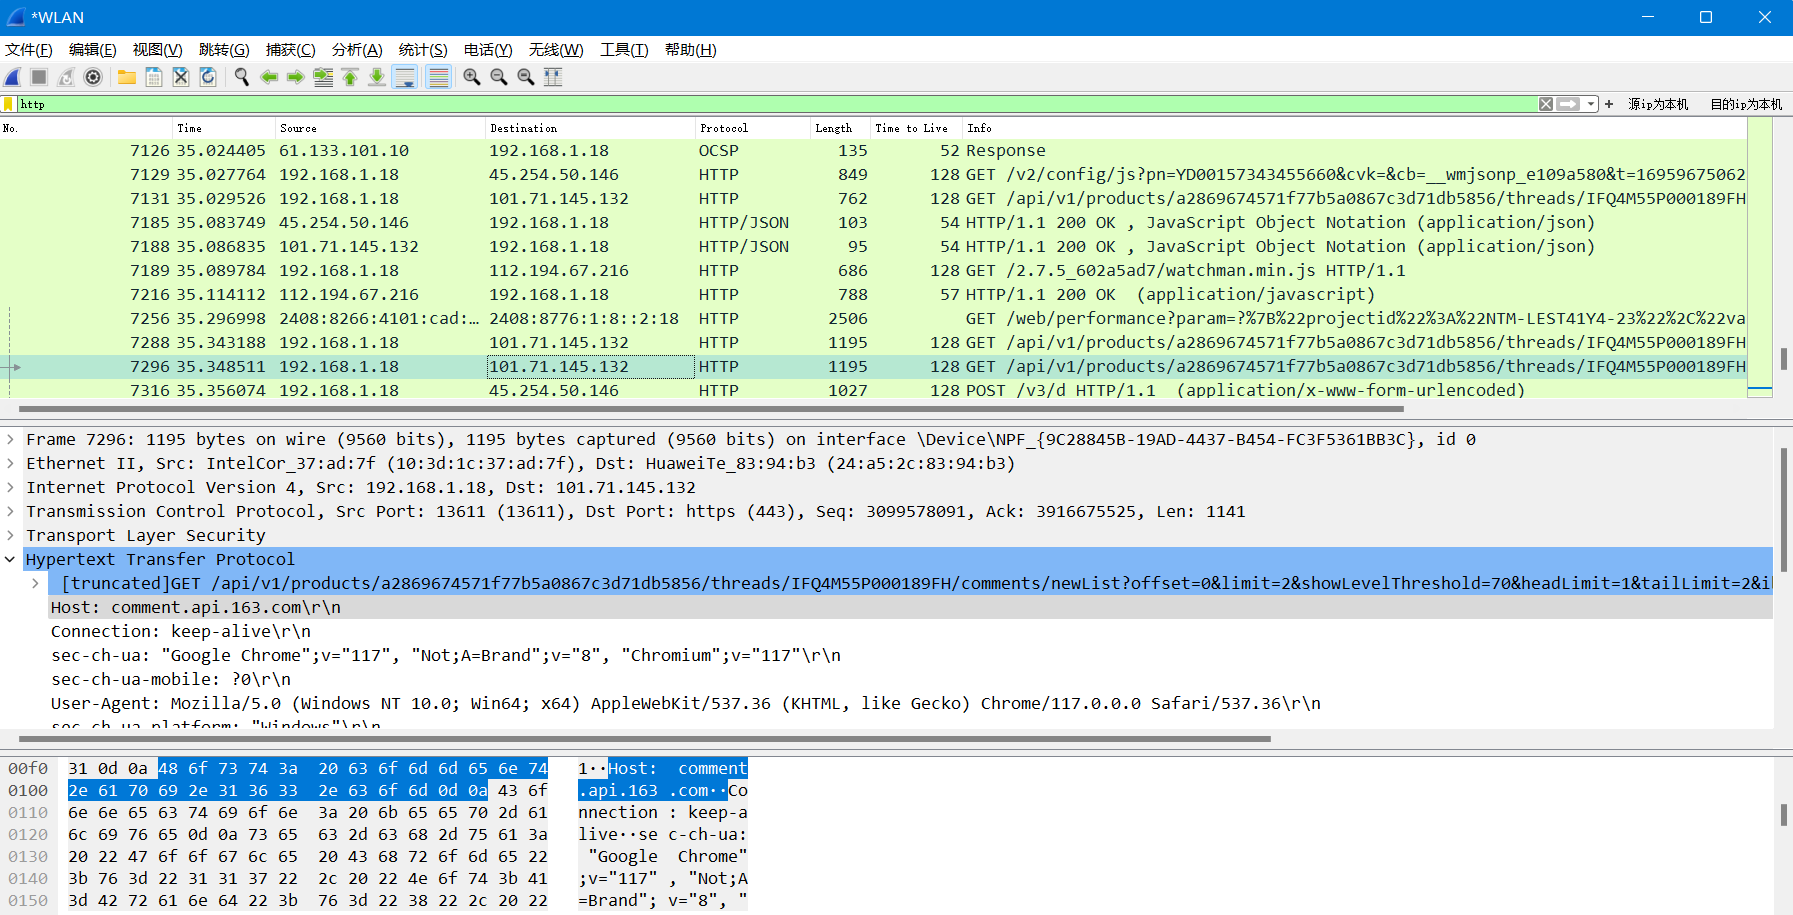 *WLAN
文件(F) 编辑(E) 视图(V) 跳转(G) 捕获(C) 分析(A) 统计(S) 电话(Y) 无线(W) 工具(T) 帮助(H)
http + 源ip为本机 目的ip为本机
No. Time Source Destination Protocol Length Time to Live Info
7126 35.024405 61.133.101.10 192.168.1.18 OCSP 135 52 Response
7129 35.027764 192.168.1.18 45.254.50.146 HTTP 849 128 GET /v2/config/js?pn=YD00157343455660&cvk=&cb=__wmjsonp_e109a580&t=16959675062
7131 35.029526 192.168.1.18 101.71.145.132 HTTP 762 128 GET /api/v1/products/a2869674571f77b5a0867c3d71db5856/threads/IFQ4M55P000189FH
7185 35.083749 45.254.50.146 192.168.1.18 HTTP/JSON 103 54 HTTP/1.1 200 OK , JavaScript Object Notation (application/json)
7188 35.086835 101.71.145.132 192.168.1.18 HTTP/JSON 95 54 HTTP/1.1 200 OK , JavaScript Object Notation (application/json)
7189 35.089784 192.168.1.18 112.194.67.216 HTTP 686 128 GET /2.7.5_602a5ad7/watchman.min.js HTTP/1.1
7216 35.114112 112.194.67.216 192.168.1.18 HTTP 788 57 HTTP/1.1 200 OK (application/javascript)
7256 35.296998 2408:8266:4101:cad:… 2408:8776:1:8::2:18 HTTP 2506 GET /web/performance?param=?%7B%22projectid%22%3A%22NTM-LEST41Y4-23%22%2C%22va
7288 35.343188 192.168.1.18 101.71.145.132 HTTP 1195 128 GET /api/v1/products/a2869674571f77b5a0867c3d71db5856/threads/IFQ4M55P000189FH
7296 35.348511 192.168.1.18 101.71.145.132 HTTP 1195 128 GET /api/v1/products/a2869674571f77b5a0867c3d71db5856/threads/IFQ4M55P000189FH
7316 35.356074 192.168.1.18 45.254.50.146 HTTP 1027 128 POST /v3/d HTTP/1.1 (application/x-www-form-urlencoded)
Frame 7296: 1195 bytes on wire (9560 bits), 1195 bytes captured (9560 bits) on interface \Device\NPF_{9C28845B-19AD-4437-B454-FC3F5361BB3C}, id 0
Ethernet II, Src: IntelCor_37:ad:7f (10:3d:1c:37:ad:7f), Dst: HuaweiTe_83:94:b3 (24:a5:2c:83:94:b3)
Internet Protocol Version 4, Src: 192.168.1.18, Dst: 101.71.145.132
Transmission Control Protocol, Src Port: 13611 (13611), Dst Port: https (443), Seq: 3099578091, Ack: 3916675525, Len: 1141
Transport Layer Security
Hypertext Transfer Protocol
[truncated]GET /api/v1/products/a2869674571f77b5a0867c3d71db5856/threads/IFQ4M55P000189FH/comments/newList?offset=0&limit=2&showLevelThreshold=70&headLimit=1&tailLimit=2&i
Host: comment.api.163.com\r\n
Connection: keep-alive\r\n
sec-ch-ua: "Google Chrome";v="117", "Not;A=Brand";v="8", "Chromium";v="117"\r\n
sec-ch-ua-mobile: ?0\r\n
User-Agent: Mozilla/5.0 (Windows NT 10.0; Win64; x64) AppleWebKit/537.36 (KHTML, like Gecko) Chrome/117.0.0.0 Safari/537.36\r\n
sec-ch-ua-platform: "Windows"\r\n
00f0 31 0d 0a 48 6f 73 74 3a 20 63 6f 6d 6d 65 6e 74 1··Host: comment
0100 2e 61 70 69 2e 31 36 33 2e 63 6f 6d 0d 0a 43 6f .api.163 .com··Co
0110 6e 6e 65 63 74 69 6f 6e 3a 20 6b 65 65 70 2d 61 nnection : keep-a
0120 6c 69 76 65 0d 0a 73 65 63 2d 63 68 2d 75 61 3a live··se c-ch-ua:
0130 20 22 47 6f 6f 67 6c 65 20 43 68 72 6f 6d 65 22 "Google Chrome"
0140 3b 76 3d 22 31 31 37 22 2c 20 22 4e 6f 74 3b 41 ;v="117" , "Not;A
0150 3d 42 72 61 6e 64 22 3b 76 3d 22 38 22 2c 20 22 =Brand"; v="8", "